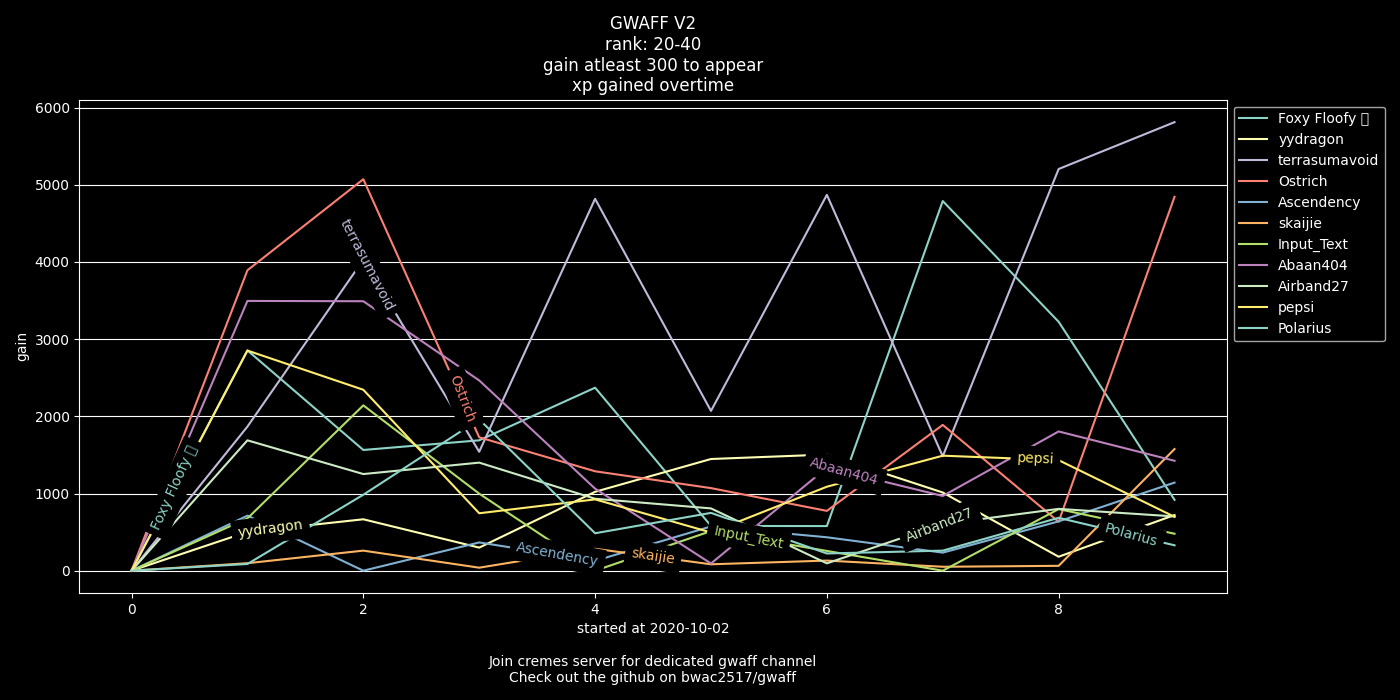 GWAFF V2
rank: 20-40
gain atleast 300 to appear
xp gained overtime
6000
5000
4000
3000
2000
1000
0
gain
0
2
4
6
8
started at 2020-10-02
Foxy Floofy
yydragon
terrasumavoid
Ostrich
Ascendency
skaijie
Input_Text
Abaan404
Airband27
pepsi
Polarius
Foxy Floofy
yydragon
terrasumavoid
Ostrich
Ascendency
skaijie
Input_Text
Abaan404
Airband27
pepsi
Polarius
Join cremes server for dedicated gwaff channel
Check out the github on bwac2517/gwaff